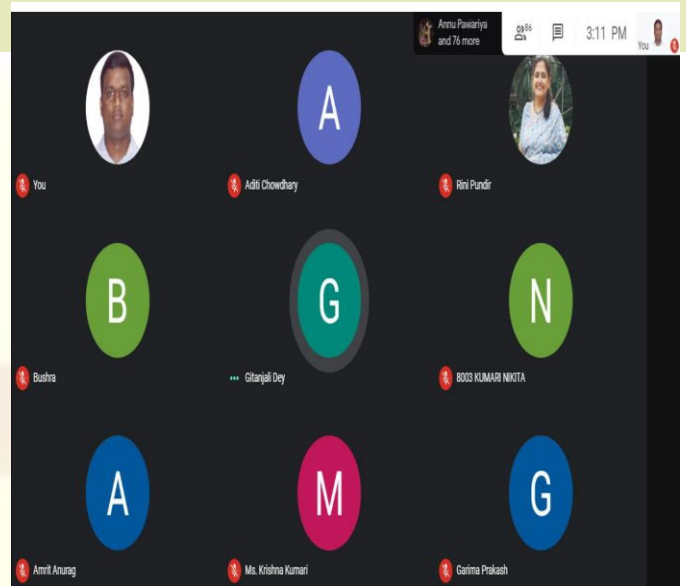 Annu Pawariya
and 76 more
86
3:11 PM
You
A
You
Aditi Chowdhary
Rini Pundir
B
G
N
Bushra
Gitanjali Dey
8003 KUMARI NIKITA
A
M
G
Amrit Anurag
Ms. Krishna Kumari
Garima Prakash